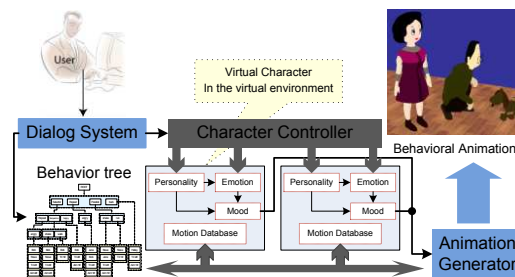 User
Virtual Character
In the virtual environment
Dialog System
Character Controller
Behavioral Animation
Behavior tree
Personality
Emotion
Mood
Motion Database
Personality
Emotion
Mood
Motion Database
Animation
Generator